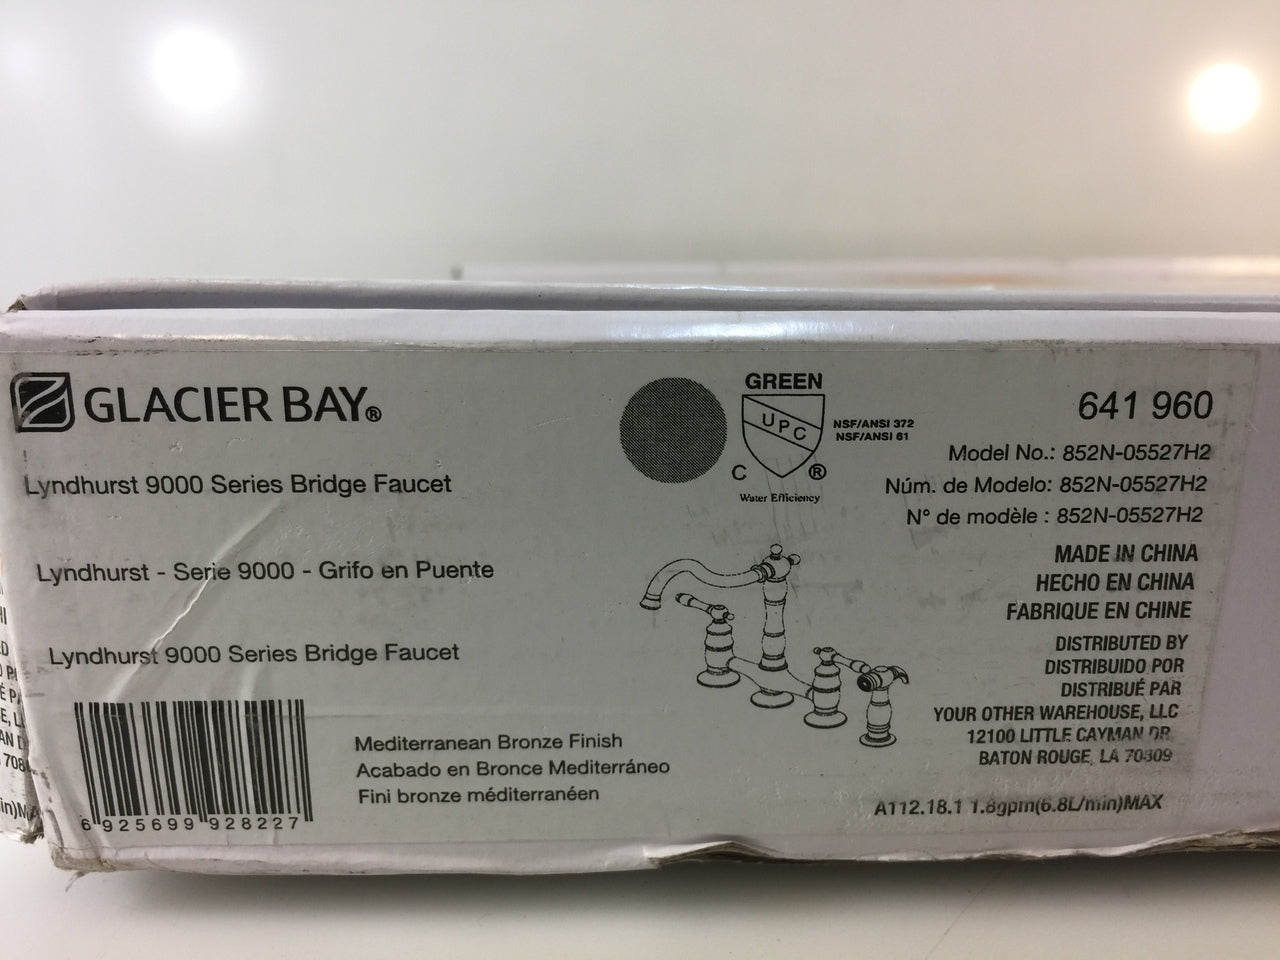 GLACIER BAY®
Lyndhurst 9000 Series Bridge Faucet
Lyndhurst - Serie 9000 - Grifo en Puente
Lyndhurst 9000 Series Bridge Faucet
6 925699 928227
Mediterranean Bronze Finish
Acabado en Bronce Mediterráneo
Fini bronze méditerranéen
GREEN
UPC
C ®
Water Efficiency
NSF/ANSI 372
NSF/ANSI 61
641 960
Model No.: 852N-05527H2
Núm. de Modelo: 852N-05527H2
N° de modèle : 852N-05527H2
MADE IN CHINA
HECHO EN CHINA
FABRIQUE EN CHINE
DISTRIBUTED BY
DISTRIBUIDO POR
DISTRIBUÉ PAR
YOUR OTHER WAREHOUSE, LLC
12100 LITTLE CAYMAN DR.
BATON ROUGE, LA 70809
A112.18.1 1.8gpm(6.8L/min)MAX